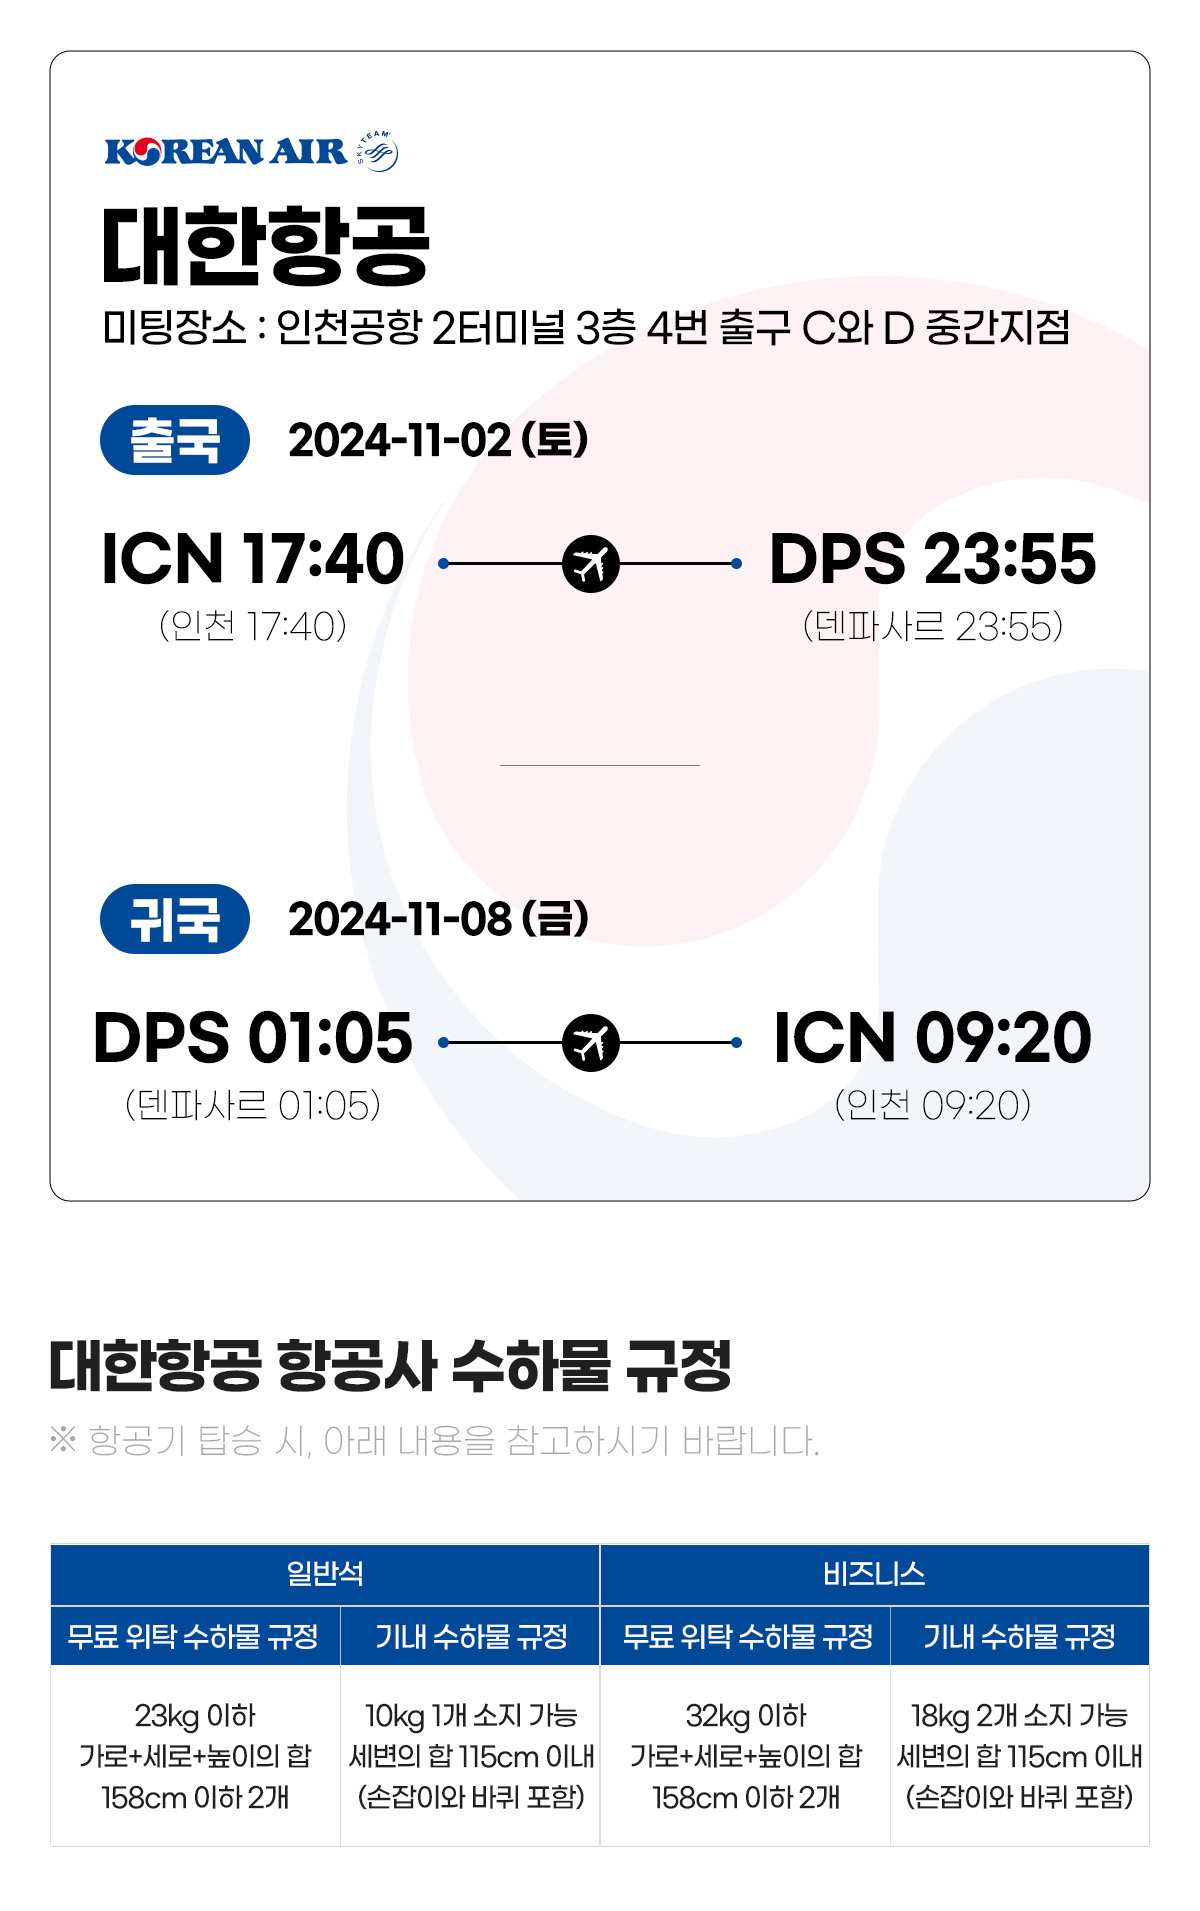 KOREAN AIR SKYTEAM
대한항공
미팅장소 : 인천공항 2터미널 3층 4번 출구 C와 D 중간지점
출국 2024-11-02 (토)
ICN 17:40 DPS 23:55
(인천 17:40) (덴파사르 23:55)
귀국 2024-11-08 (금)
DPS 01:05 ICN 09:20
(덴파사르 01:05) (인천 09:20)
대한항공 항공사 수하물 규정
※ 항공기 탑승 시, 아래 내용을 참고하시기 바랍니다.
일반석 비즈니스
무료 위탁 수하물 규정 기내 수하물 규정 무료 위탁 수하물 규정 기내 수하물 규정
23kg 이하 10kg 1개 소지 가능 32kg 이하 18kg 2개 소지 가능
가로+세로+높이의 합 세변의 합 115cm 이내 가로+세로+높이의 합 세변의 합 115cm 이내
158cm 이하 2개 (손잡이와 바퀴 포함) 158cm 이하 2개 (손잡이와 바퀴 포함)